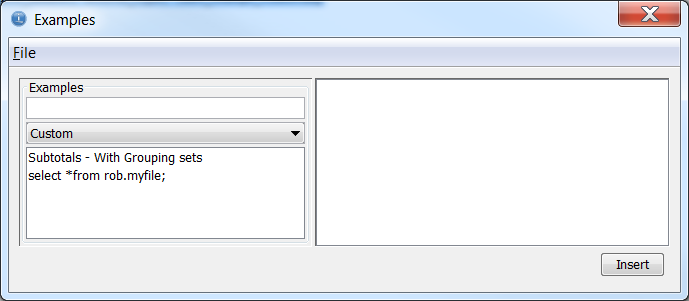 Examples
File
Examples
Custom
Subtotals - With Grouping sets
select *from rob.myfile;
Insert